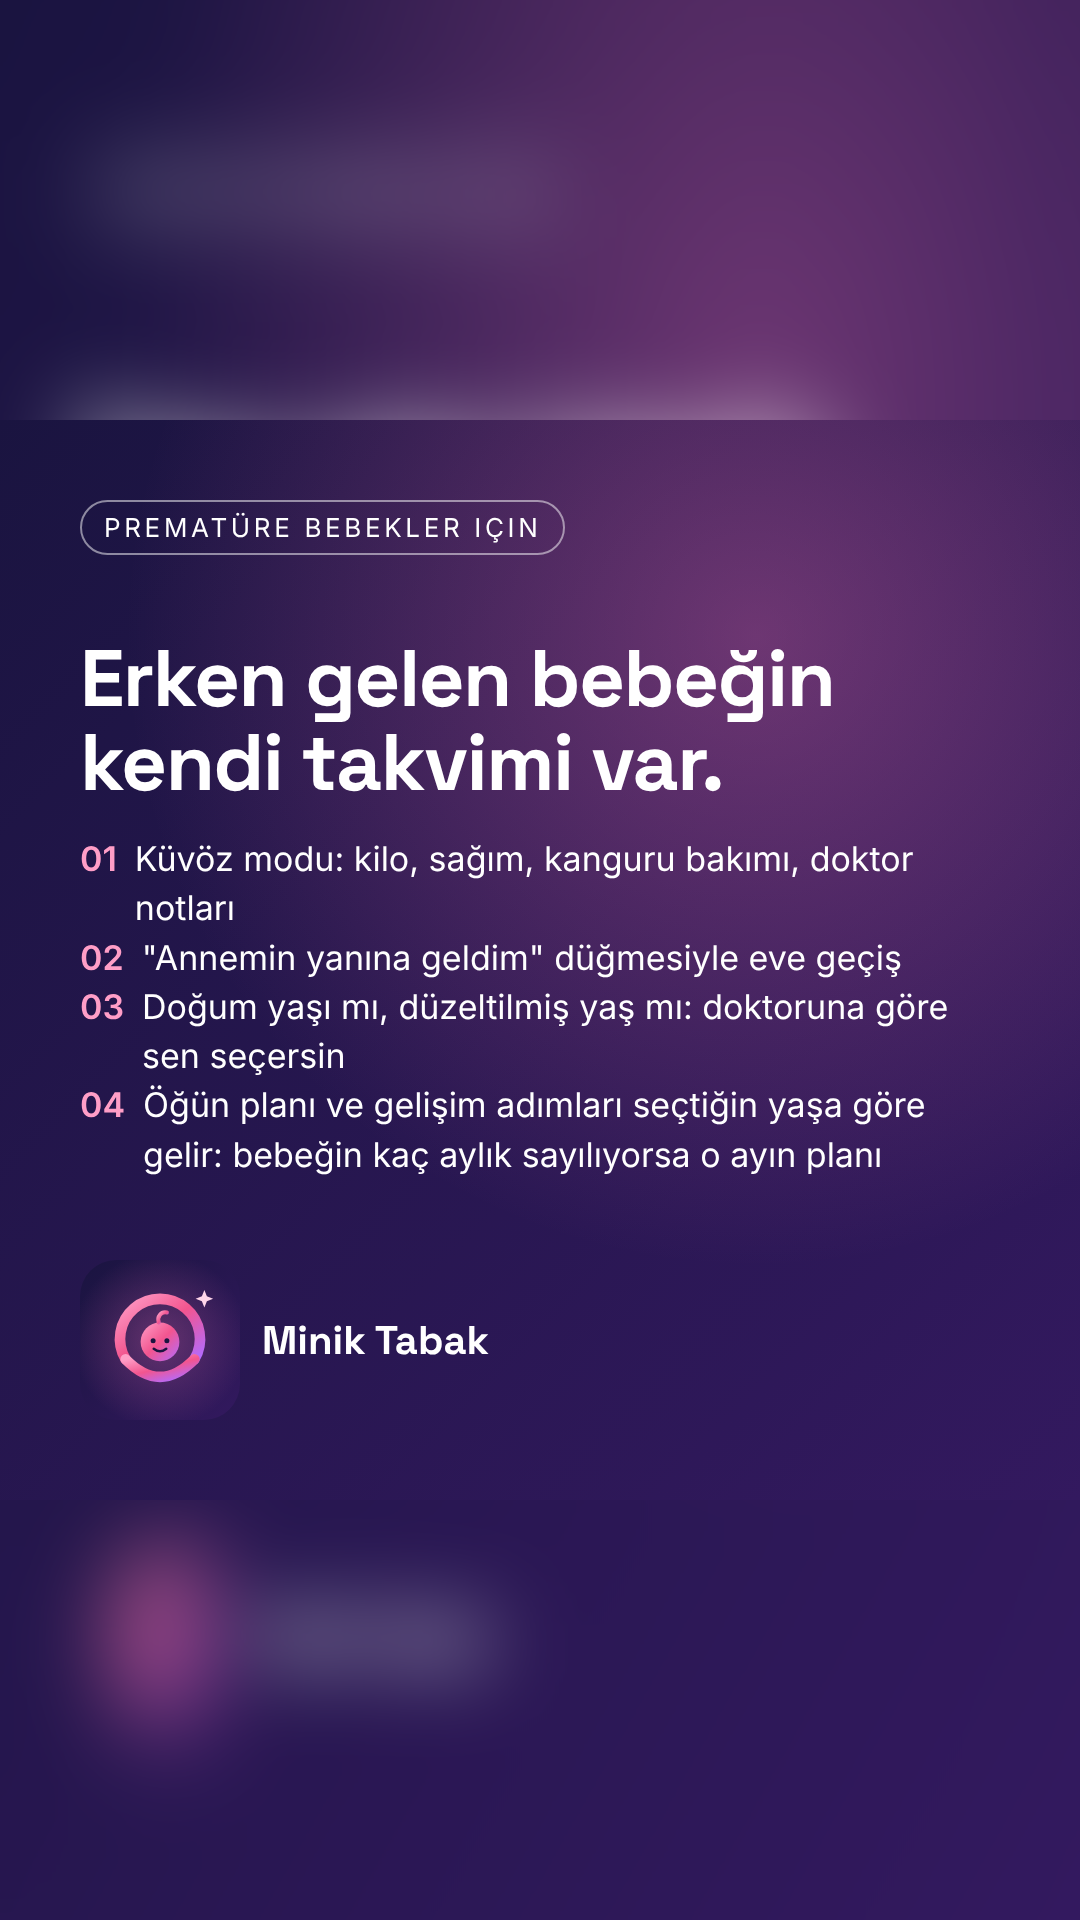 PREMATÜRE BEBEKLER IÇIN
Erken gelen bebeğin
kendi takvimi var.
01 Küvöz modu: kilo, sağım, kanguru bakımı, doktor
notları
02 "Annemin yanına geldim" düğmesiyle eve geçiş
03 Doğum yaşı mı, düzeltilmiş yaş mı: doktoruna göre
sen seçersin
04 Öğün planı ve gelişim adımları seçtiğin yaşa göre
gelir: bebeğin kaç aylık sayılıyorsa o ayın planı
Minik Tabak